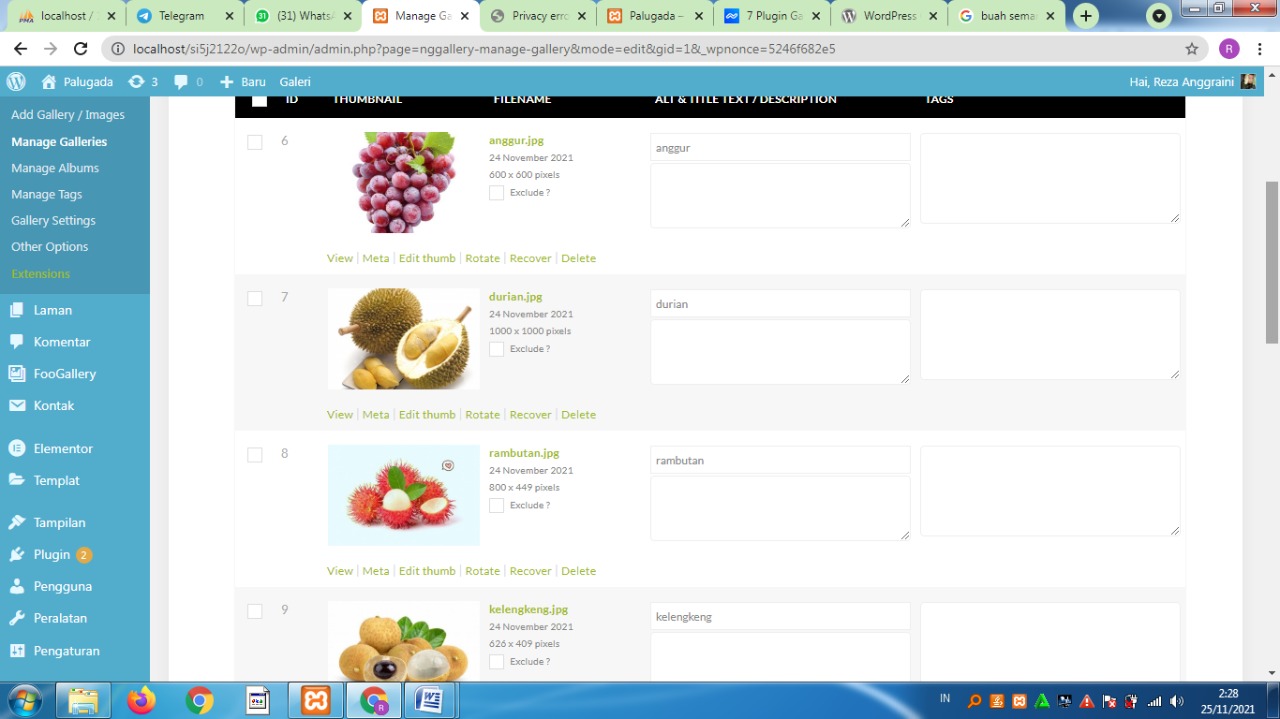 localhost / 
Telegram
(31) Whats
Manage Ga
Privacy erro
Palugada –
7 Plugin Ga
WordPress
buah sema
localhost/si5j2122o/wp-admin/admin.php?page=nggallery-manage-gallery&mode=edit&gid=1&_wpnonce=5246f682e5
R
Palugada 3 0 Baru Galeri
Hai, Reza Anggraini
Add Gallery / Images
Manage Galleries
Manage Albums
Manage Tags
Gallery Settings
Other Options
Extensions
Laman
Komentar
FooGallery
Kontak
Elementor
Templat
Tampilan
Plugin 2
Pengguna
Peralatan
Pengaturan
ID THUMBNAIL FILENAME ALT & TITLE TEXT / DESCRIPTION TAGS
6
anggur.jpg
24 November 2021
600 x 600 pixels
Exclude ?
anggur
View | Meta | Edit thumb | Rotate | Recover | Delete
7
durian.jpg
24 November 2021
1000 x 1000 pixels
Exclude ?
durian
View | Meta | Edit thumb | Rotate | Recover | Delete
8
rambutan.jpg
24 November 2021
800 x 449 pixels
Exclude ?
rambutan
View | Meta | Edit thumb | Rotate | Recover | Delete
9
kelengkeng.jpg
24 November 2021
626 x 409 pixels
Exclude ?
kelengkeng
IN
2:28
25/11/2021